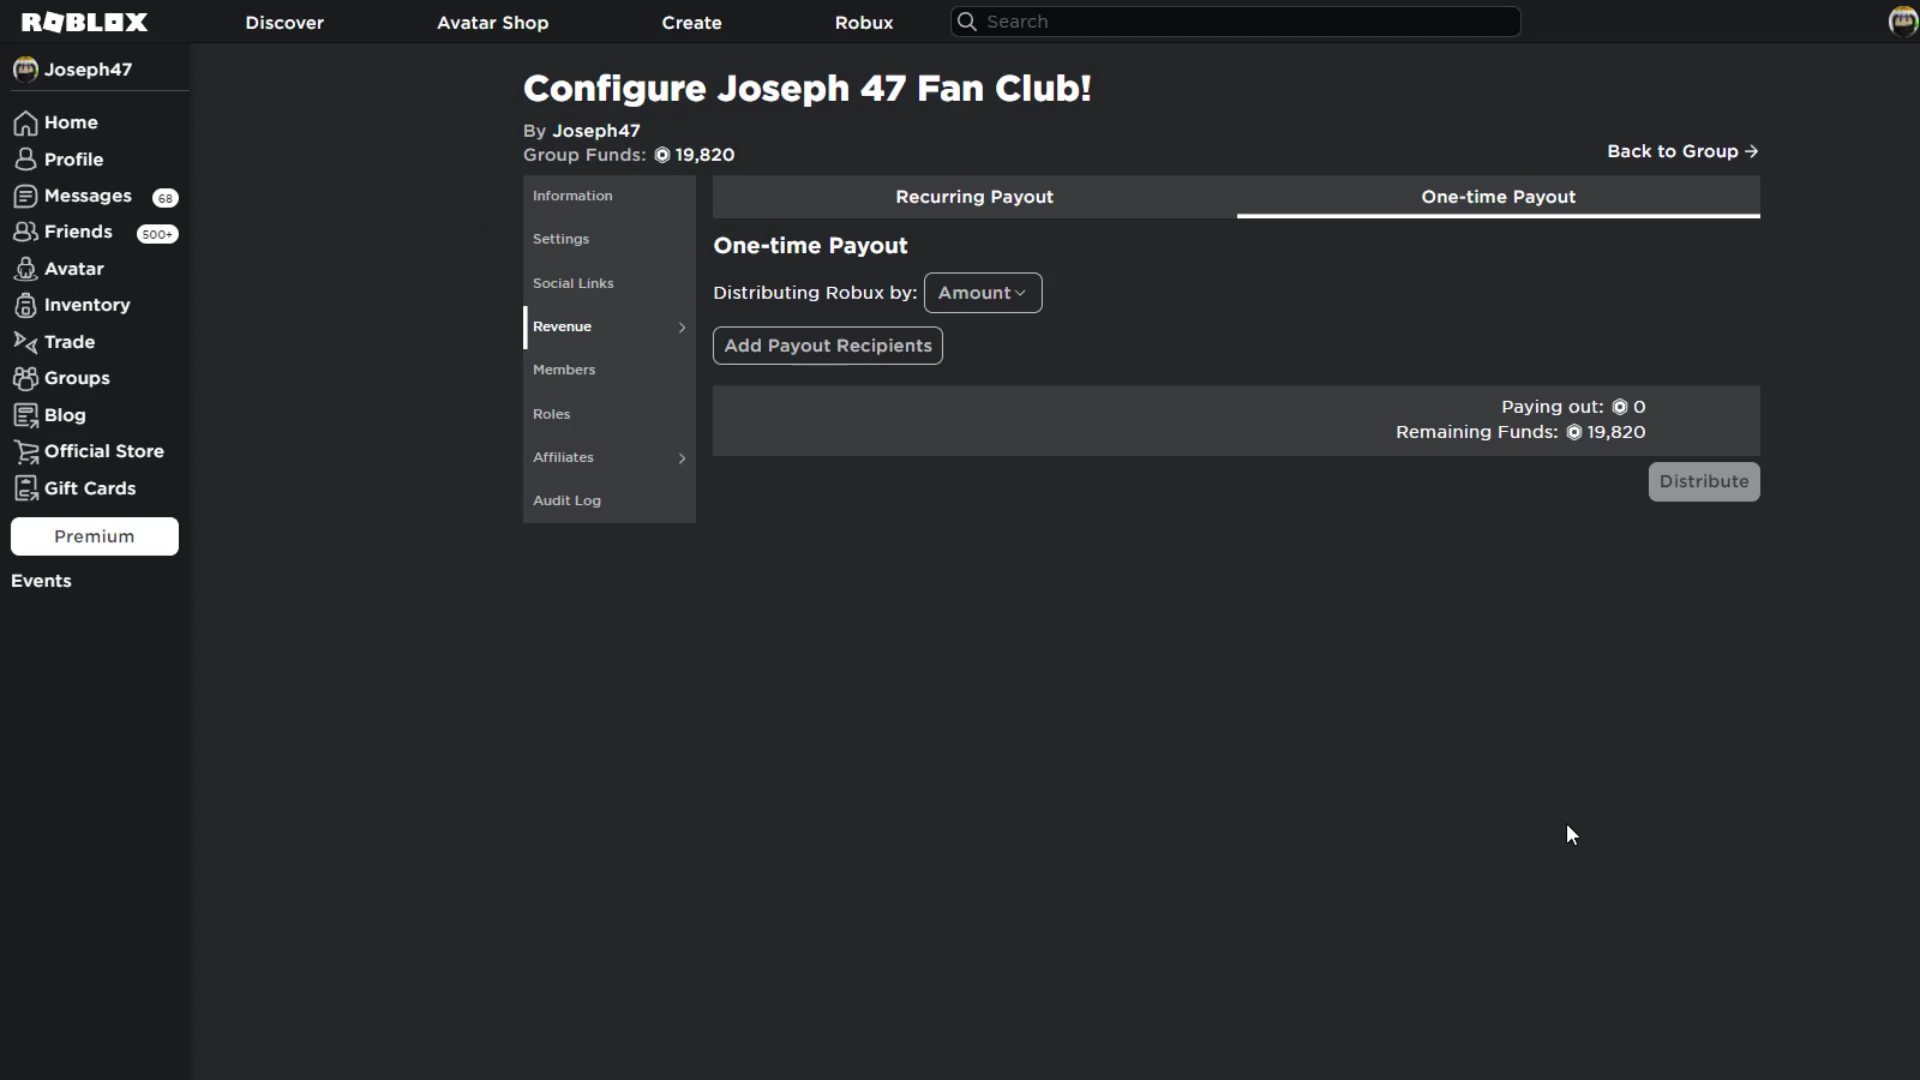 ROBLOX
Discover
Avatar Shop
Create
Robux
Search
Joseph47
Home
Profile
Messages 68
Friends 500+
Avatar
Inventory
Trade
Groups
Blog
Official Store
Gift Cards
Premium
Events
Configure Joseph 47 Fan Club!
By Joseph47
Group Funds: 19,820
Back to Group →
Information
Settings
Social Links
Revenue
Members
Roles
Affiliates
Audit Log
Recurring Payout
One-time Payout
One-time Payout
Distributing Robux by: Amount
Add Payout Recipients
Paying out: 0
Remaining Funds: 19,820
Distribute